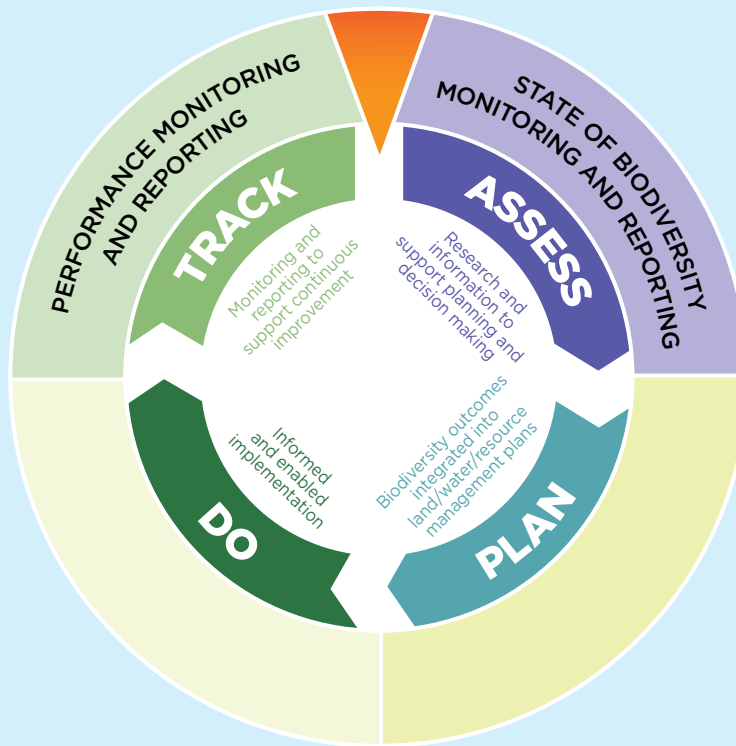 PERFORMANCE MONITORING
AND REPORTING
STATE OF BIODIVERSITY
MONITORING AND REPORTING
TRACK
Monitoring and
reporting to
support continuous
improvement
ASSESS
Research and
information to
support planning and
decision making
DO
Informed
and enabled
implementation
PLAN
Biodiversity outcomes
integrated into
land/water/resource
management plans